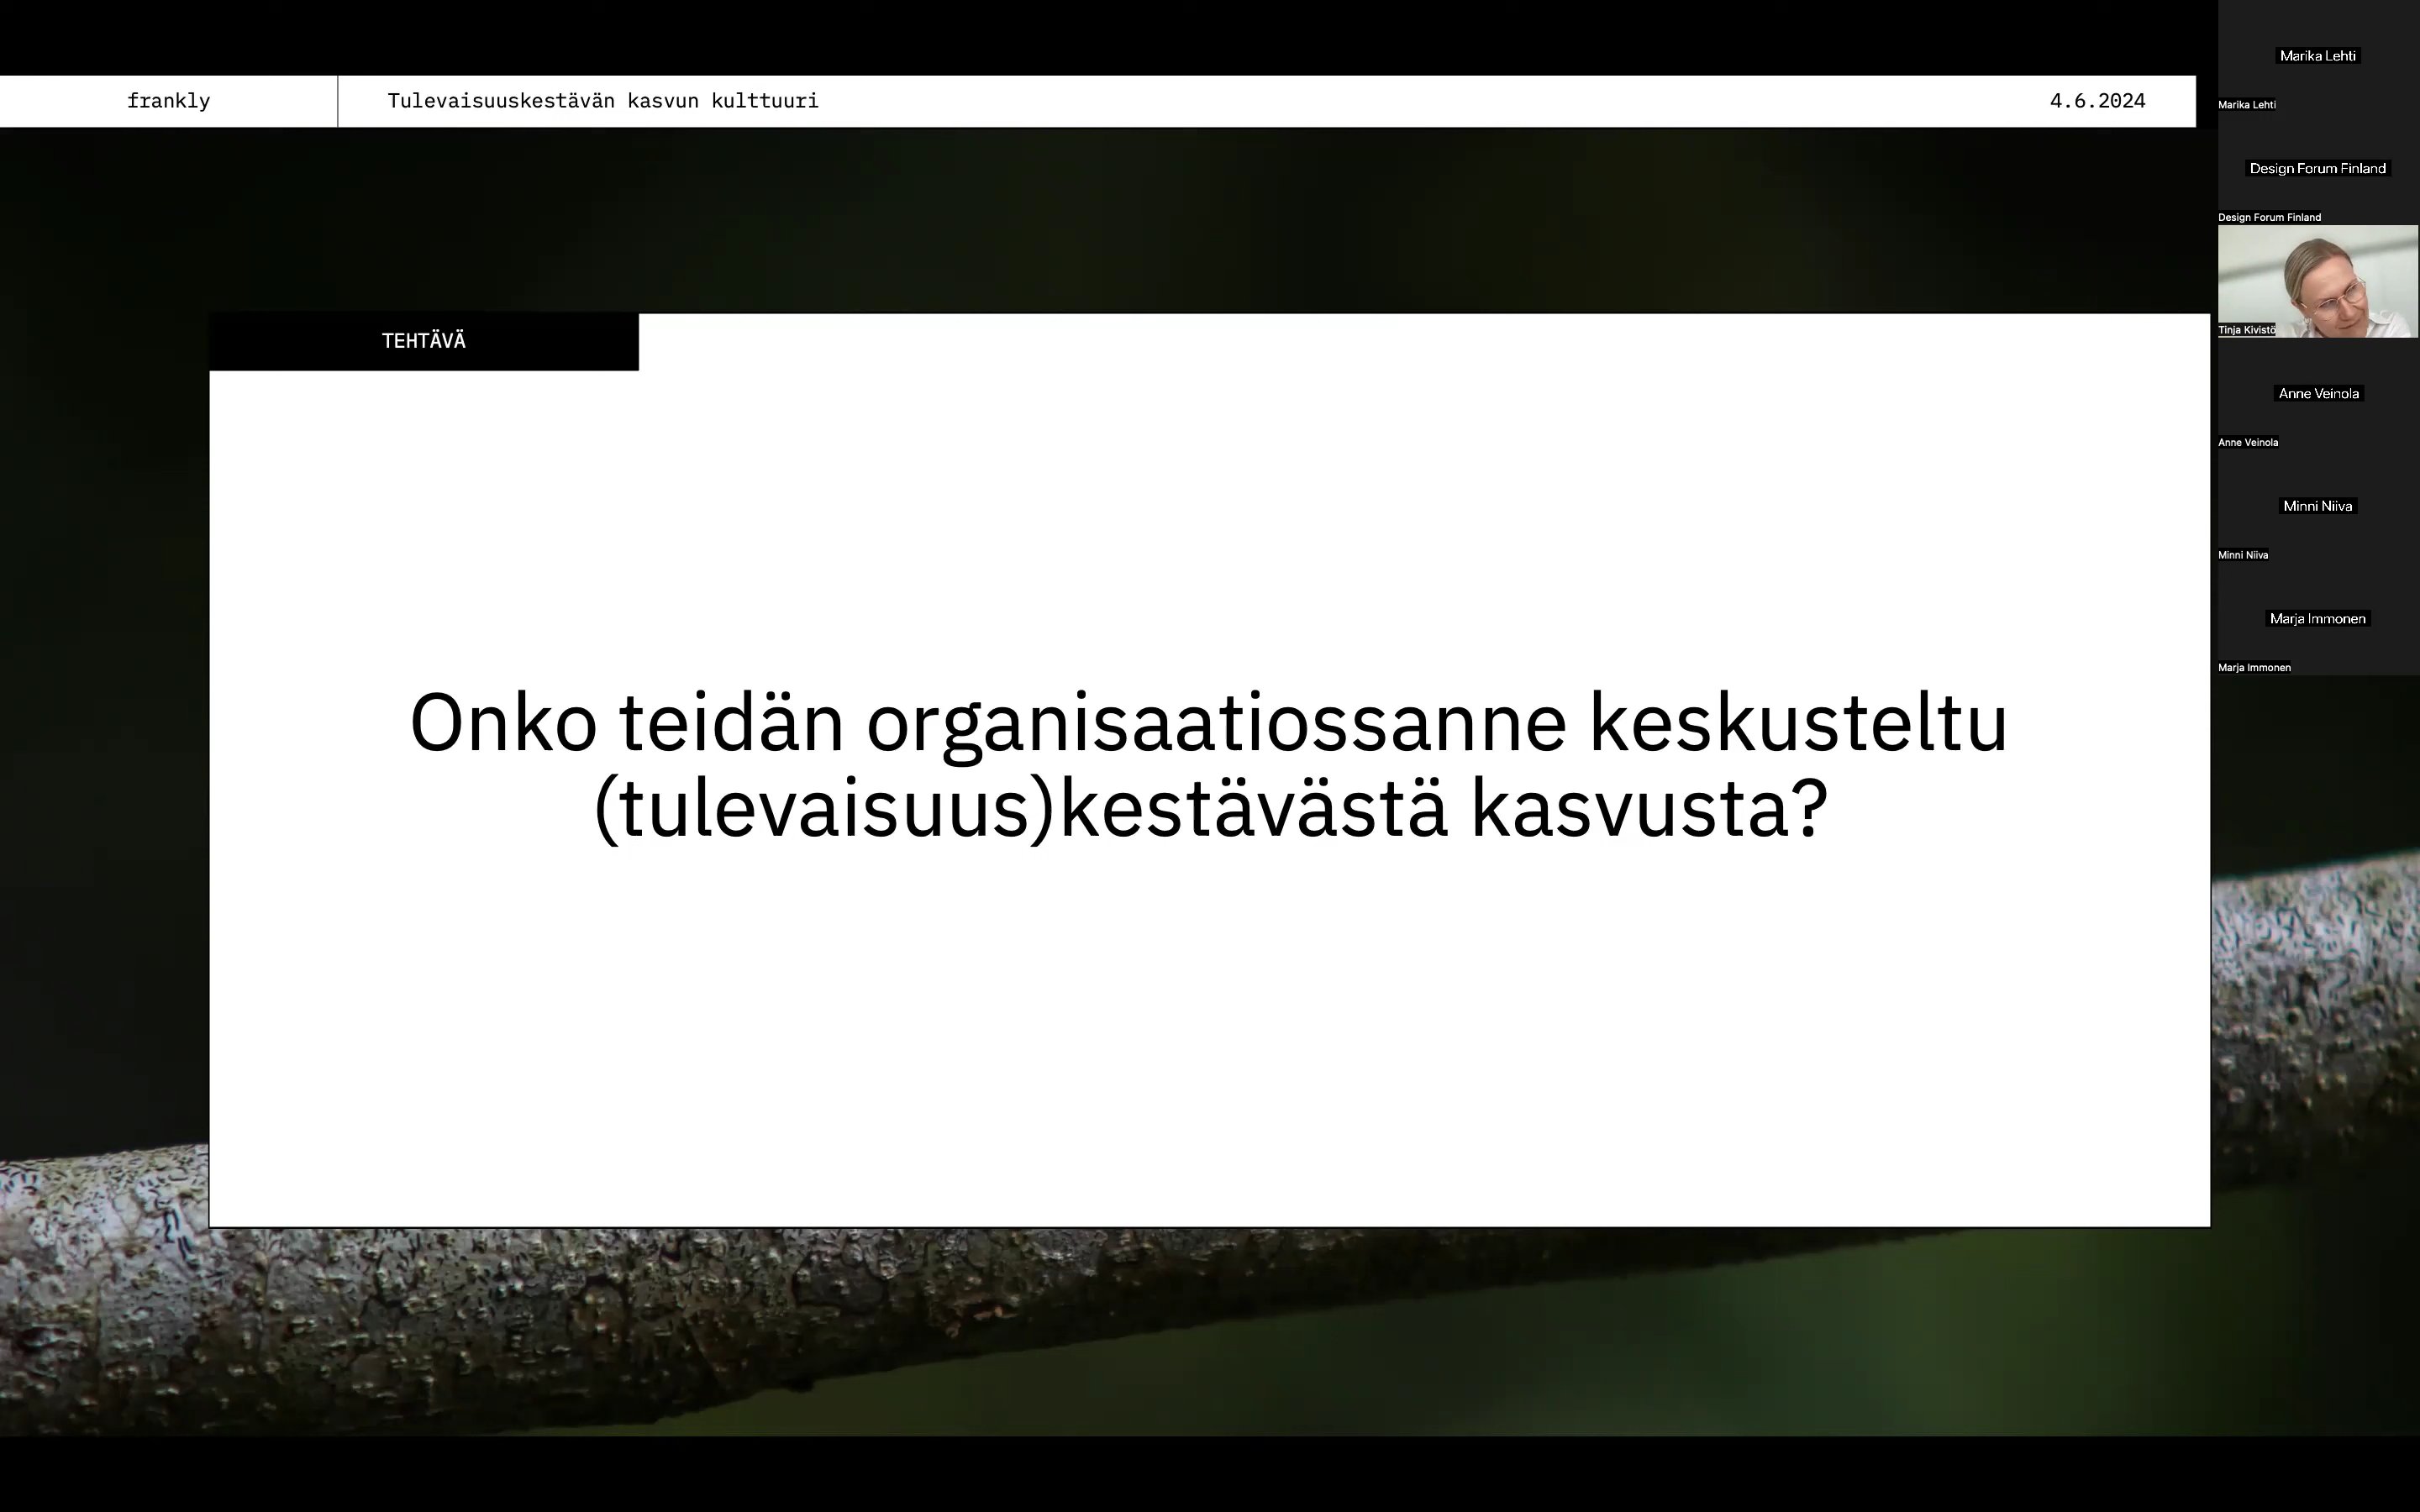 frankly
Tulevaisuuskestävän kasvun kulttuuri
4.6.2024
TEHTÄVÄ
Onko teidän organisaatiossanne keskusteltu
(tulevaisuus)kestävästä kasvusta?
Marika Lehti
Marika Lehti
Design Forum Finland
Design Forum Finland
Tinja Kivistö
Anne Veinola
Anne Veinola
Minni Niiva
Minni Niiva
Marja Immonen
Marja Immonen